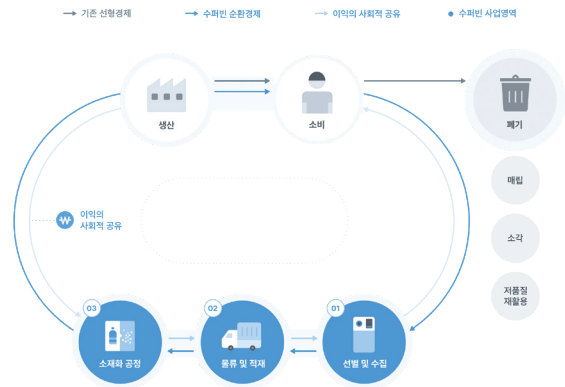 기존 선형경제
수퍼빈 순환경제
이익의 사회적 공유
수퍼빈 사업영역
생산
소비
폐기
매립
소각
저품질
재활용
이익의
사회적 공유
03
소재화 공정
02
물류 및 적재
01
선별 및 수집